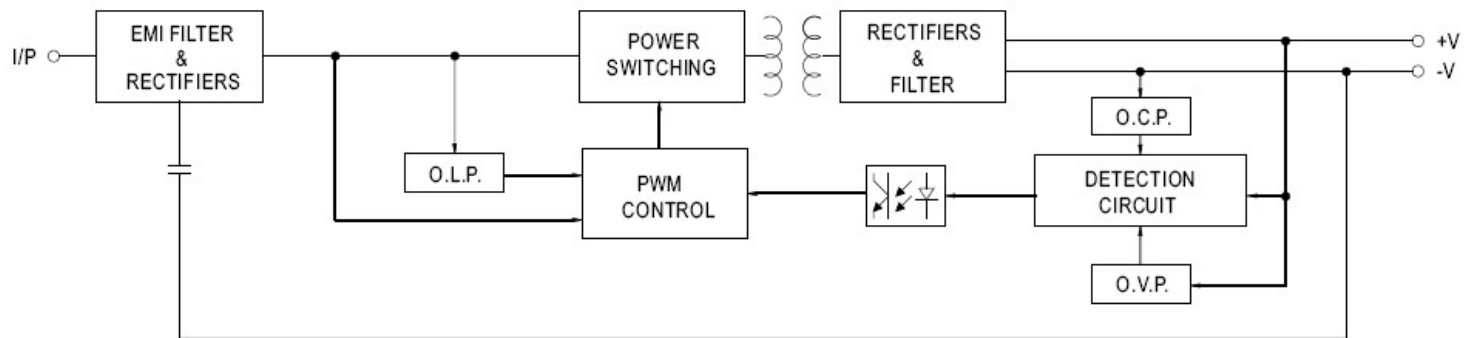 I/P
EMI FILTER
&
RECTIFIERS
POWER
SWITCHING
RECTIFIERS
&
FILTER
+V
-V
O.C.P.
O.L.P.
PWM
CONTROL
DETECTION
CIRCUIT
O.V.P.